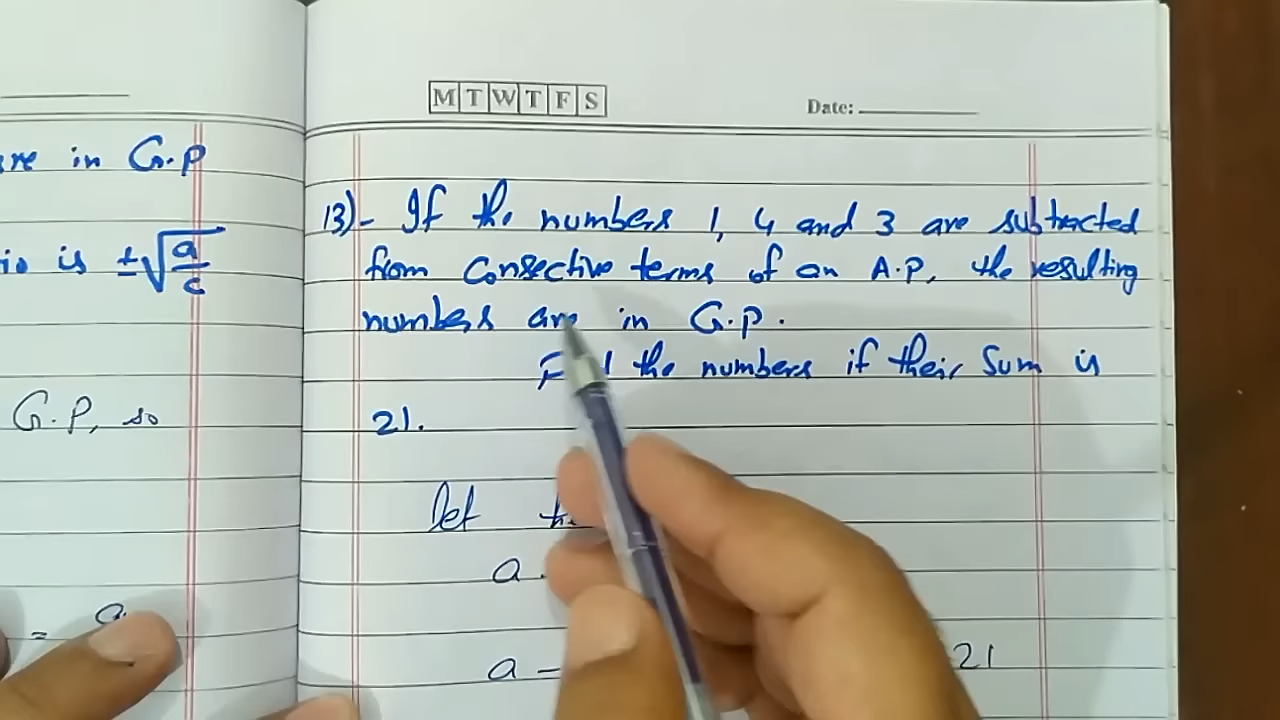 M T W T F S
Date:
are in G.P
io is ±√a/c
G.P, so
= a
13)- If the numbers 1, 4 and 3 are subtracted
from Consective terms of an A.P, the resulting
numbers are in G.P.
the numbers if their Sum is
21.
Let
a
a - 21